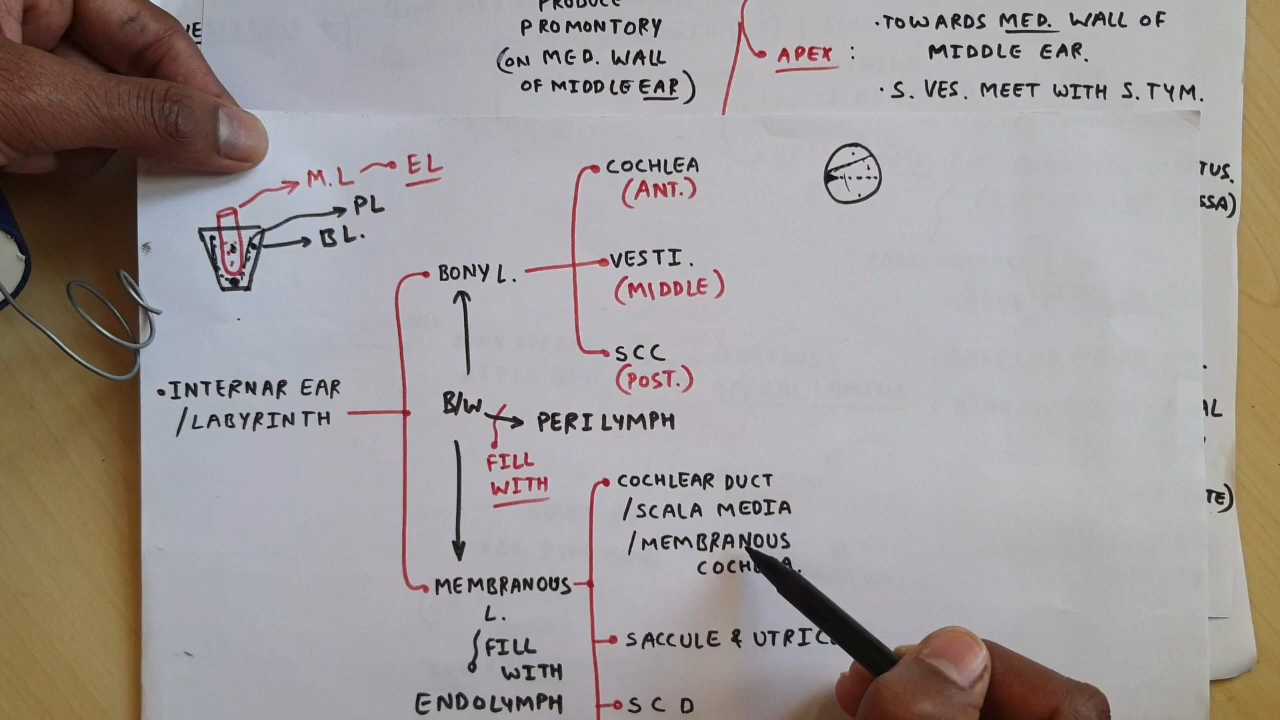 PRODUCE
PROMONTORY
(ON MED. WALL
OF MIDDLE EAR)
APEX :
·TOWARDS MED. WALL OF
MIDDLE EAR.
·S. VES. MEET WITH S. TYM.
M.L
EL
PL
BL.
COCHLEA
(ANT.)
BONY L.
VESTI.
(MIDDLE)
SCC
(POST.)
·INTERNAR EAR
/LABYRINTH
B/W
PERILYMPH
FILL
WITH
COCHLEAR DUCT
/SCALA MEDIA
/MEMBRANOUS
MEMBRANOUS
L.
FILL
WITH
ENDOLYMPH
SACCULE &
SCD